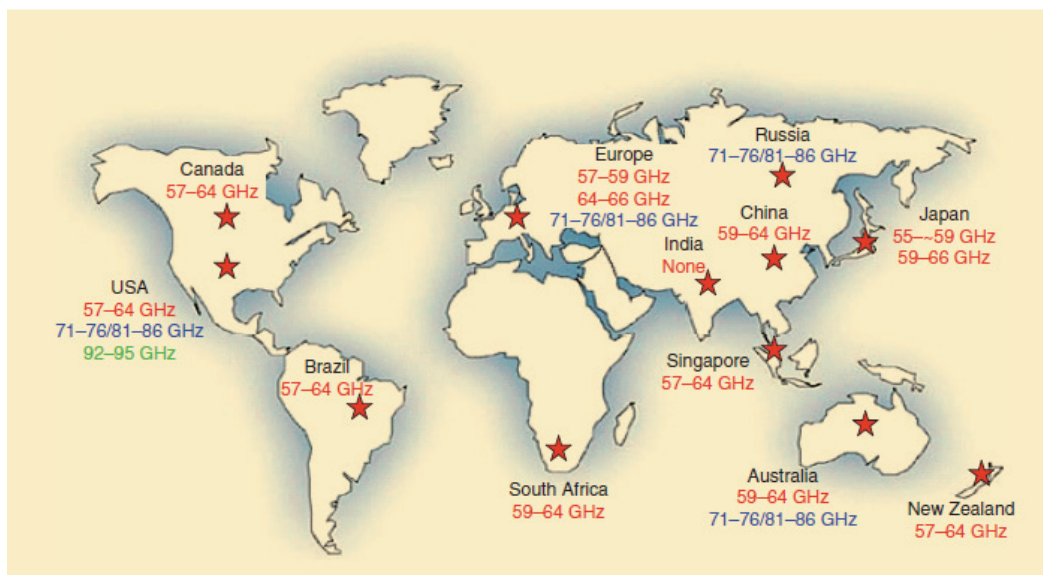 Canada
57–64 GHz
USA
57–64 GHz
71–76/81–86 GHz
92–95 GHz
Brazil
57–64 GHz
Europe
57–59 GHz
64–66 GHz
71–76/81–86 GHz
South Africa
59–64 GHz
Russia
71–76/81–86 GHz
China
59–64 GHz
India
None
Japan
55–~59 GHz
59–66 GHz
Singapore
57–64 GHz
Australia
59–64 GHz
71–76/81–86 GHz
New Zealand
57–64 GHz